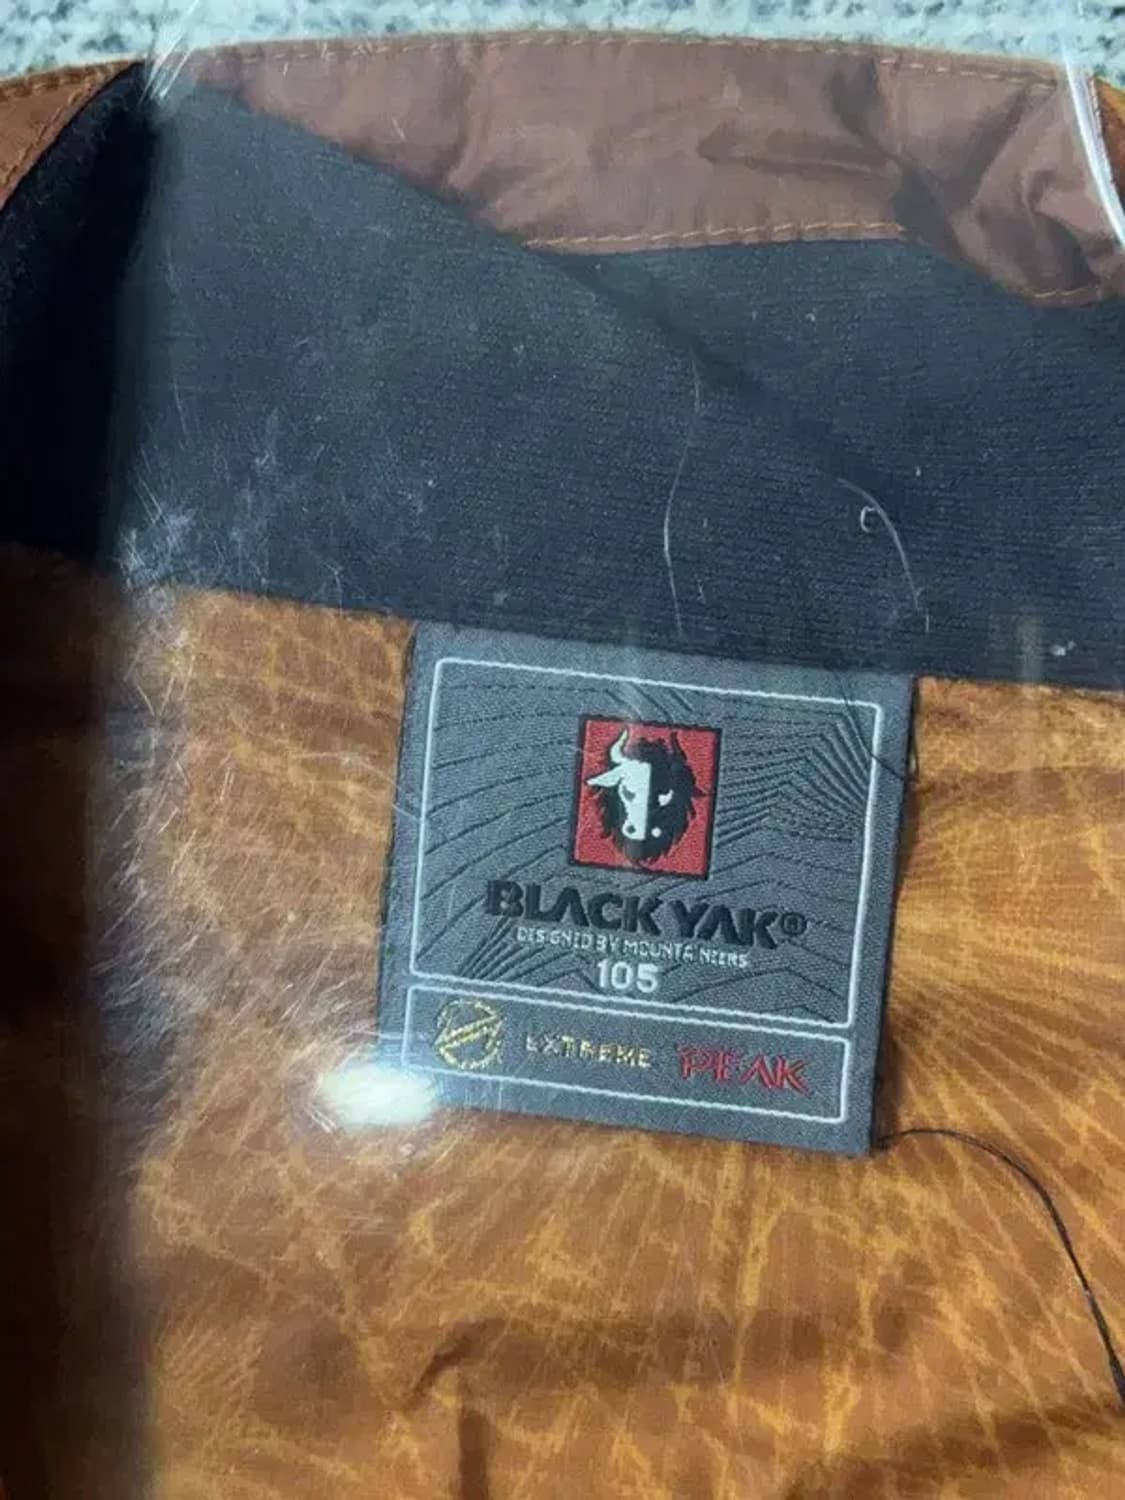 BLACK YAK®
DESIGNED BY MOUNTAINEERS
105
EXTREME PEAK